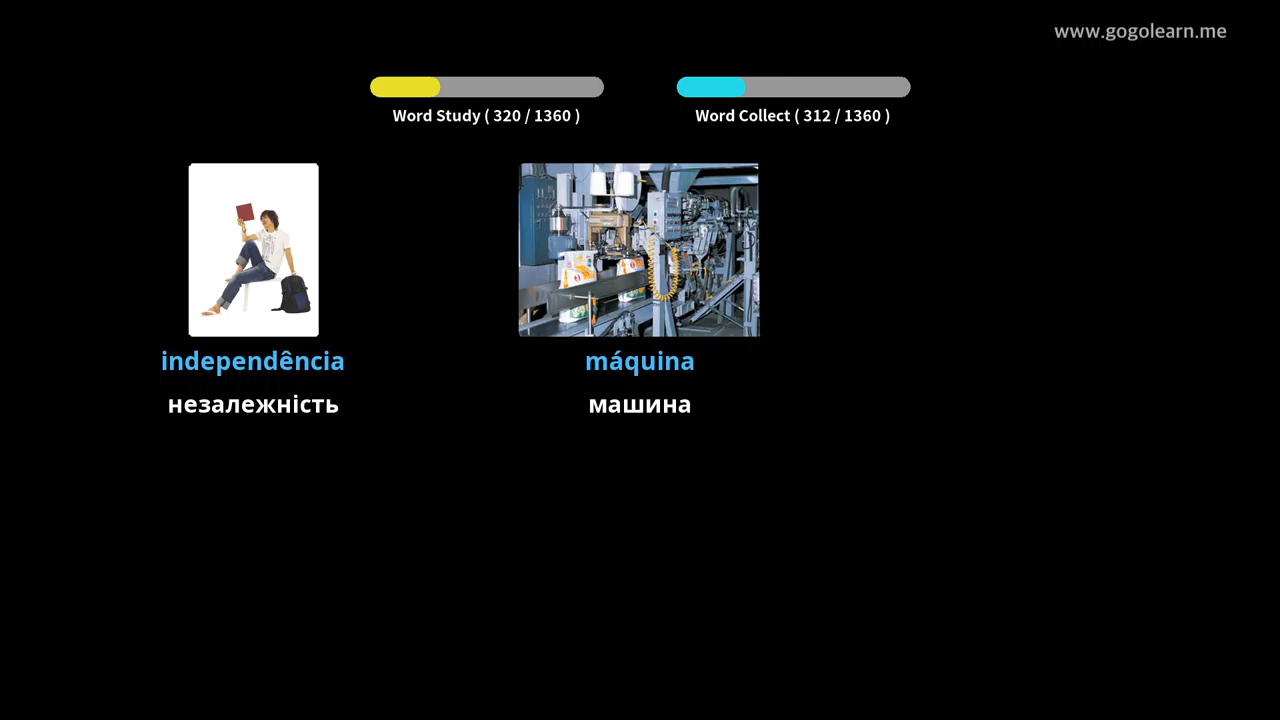 www.gogolearn.me
Word Study ( 320 / 1360 )
Word Collect ( 312 / 1360 )
independência
máquina
незалежність
машина